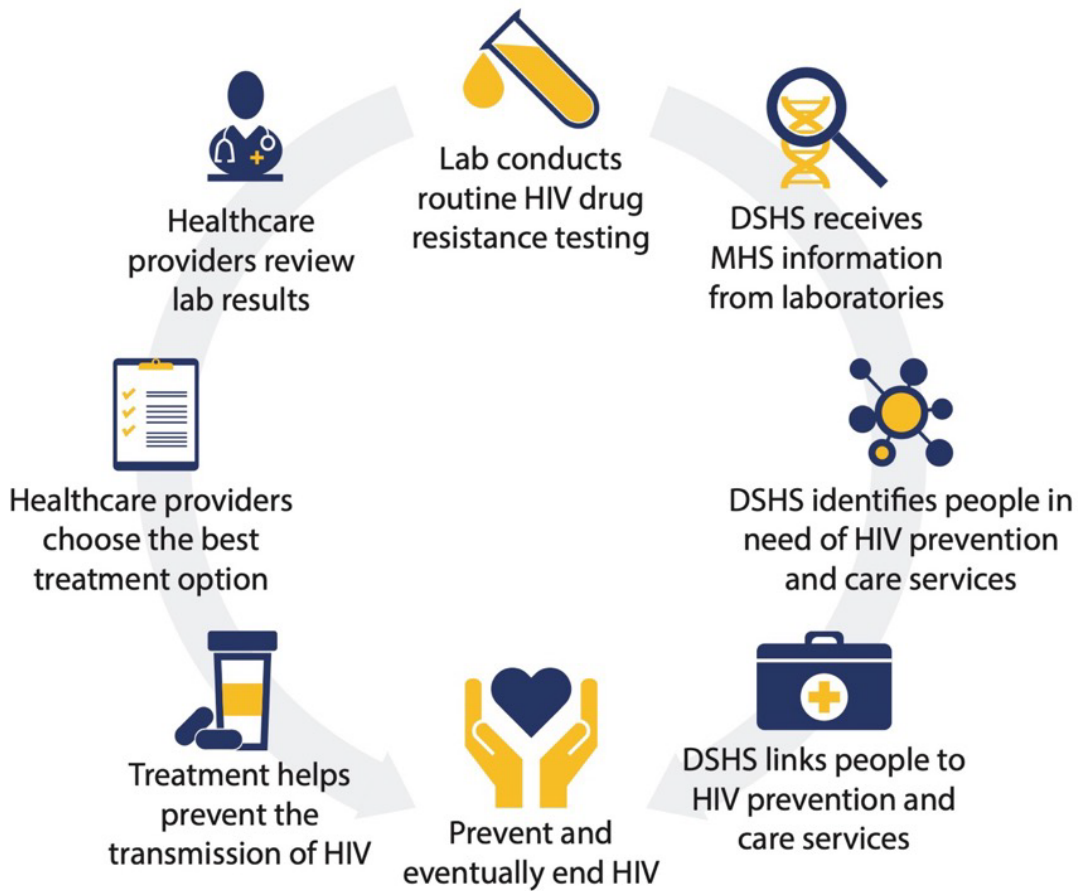 Lab conducts
routine HIV drug
resistance testing
DSHS receives
MHS information
from laboratories
DSHS identifies people in
need of HIV prevention
and care services
DSHS links people to
HIV prevention and
care services
Healthcare
providers review
lab results
Healthcare providers
choose the best
treatment option
Treatment helps
prevent the
transmission of HIV
Prevent and
eventually end HIV